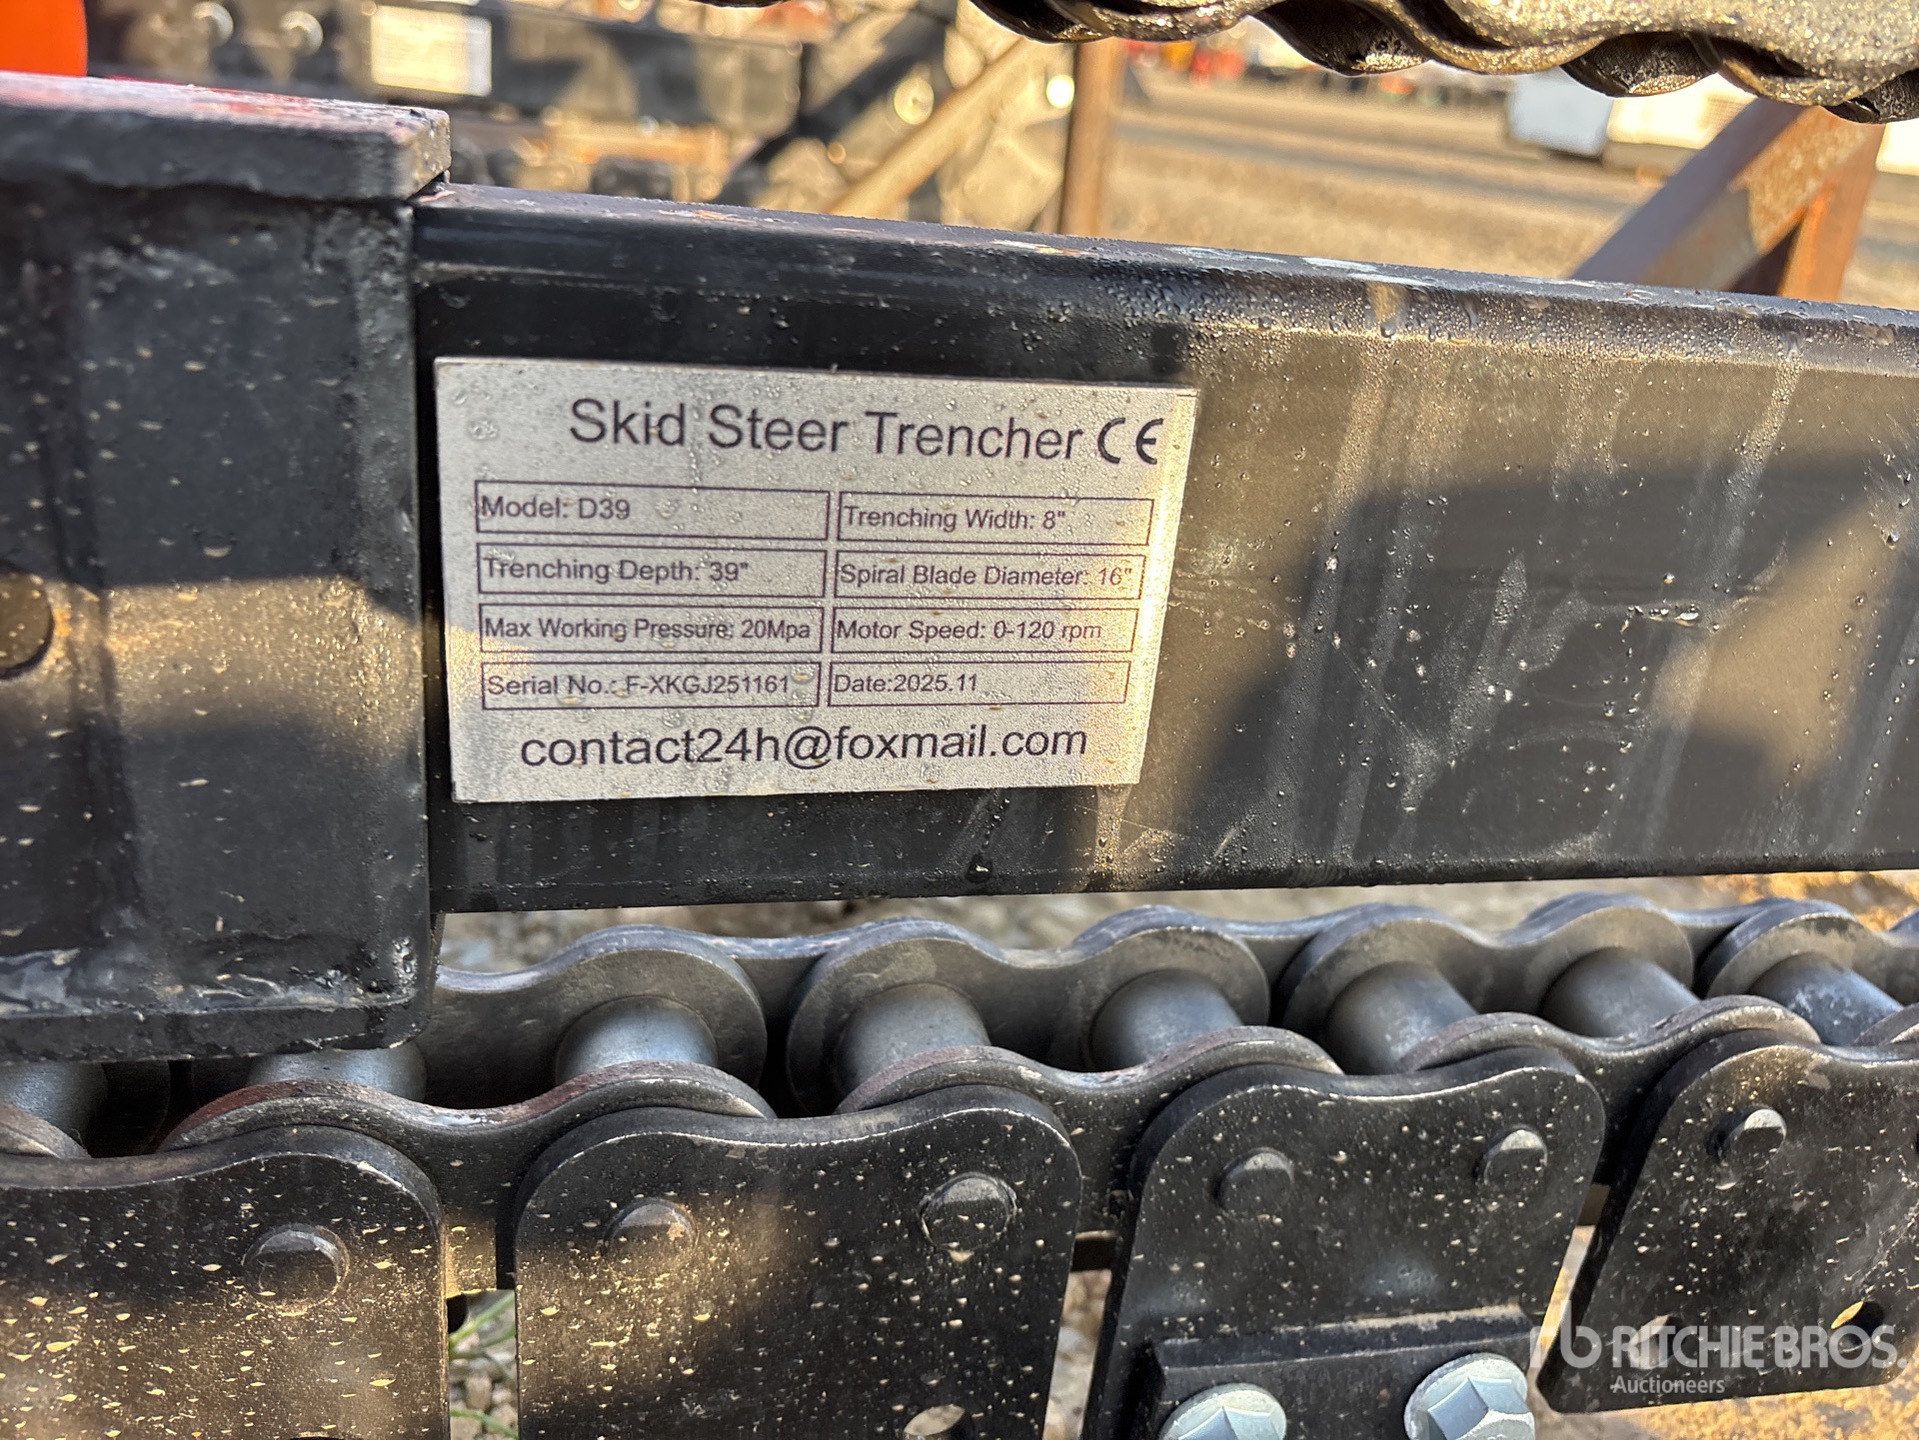 Skid Steer Trencher CE
Model: D39
Trenching Width: 8"
Trenching Depth: 39"
Spiral Blade Diameter: 16"
Max Working Pressure: 20Mpa
Motor Speed: 0-120 rpm
Serial No.: F-XKGJ251161
Date:2025.11
contact24h@foxmail.com
rb RITCHIE BROS.
Auctioneers